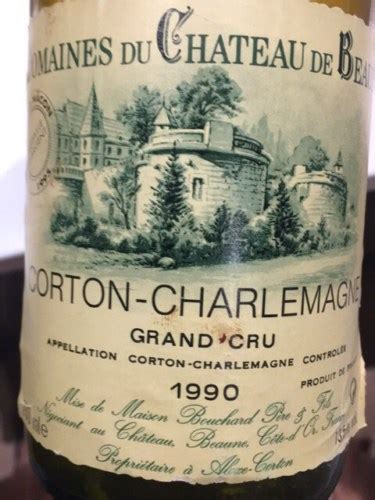 DOMAINES DU CHATEAU DE BEA
CORTON-CHARLEMAGNE
GRAND CRU
APPELLATION CORTON-CHARLEMAGNE CONTROLÉE
PRODUIT DE
1990
Mise de Maison Bouchard Père & Fils
Négociant au Château, Beaune, Côte-d'Or, France
Propriétaire à Aloxe-Corton